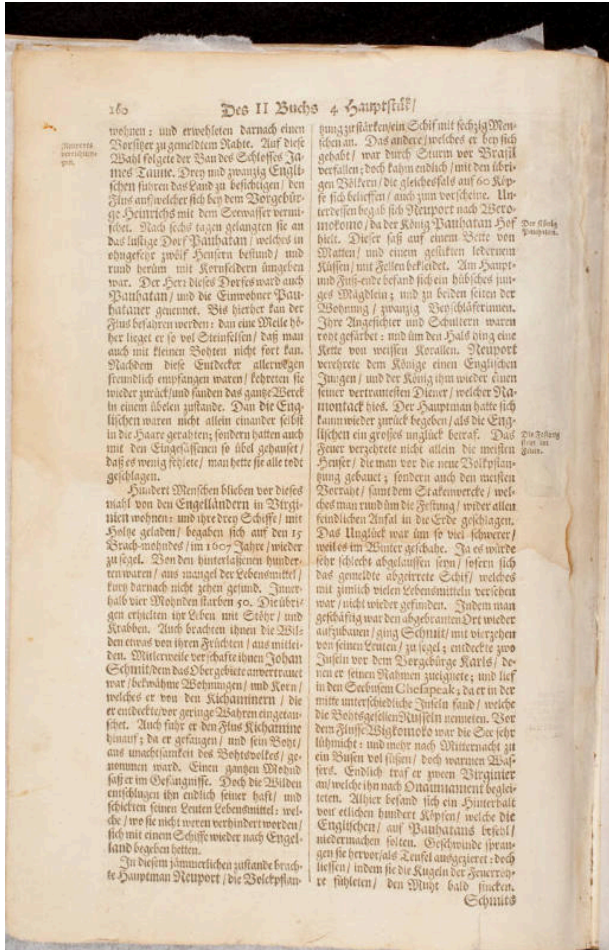 160 Des II Buchs 4 Hauptstük/
wohnen: und erwehleten darnach einen
Vorsitzer zu gemeldtem Rahte. Auf diese
Wahl folgete der Bau des Schlosses Ja-
mes Taune. Drey und zwanzig Engli-
schen fuhren das Land zu besichtigen/ den
Flus auf/welcher sich bey dem Vorgebür-
ge Heinrichs mit dem Seewasser vermi-
schet. Nach sechs tagen gelangten sie an
das lustige Dorf Pauhatan/ welches in
ohngefehr zwölf Heusern bestund/ und
rund herüm mit Kornfeldern ümgeben
war. Der Herr dieses Dorfes ward auch
Pauhatan/ und die Einwohner Pau-
hataner genennet. Bis hierher kan der
Flus befahren werden: dan eine Meile hö-
her lieget er so vol Steinfelsen/ daß man
auch mit kleinen Bohten nicht fort kan.
Nachdem diese Entdecker allerwegen
freundlich empfangen waren/ kehreten sie
wieder zurük/und fanden das gantze Werck
in einem übelen zustande. Dan die Eng-
lischen waren nicht allein einander selbst
in die Haare gerahten; sondern hatten auch
mit den Eingesässenen so übel gehauset/
daß es wenig fehlete/ man hette sie alle todt
geschlagen.
Hundert Menschen blieben vor dieses
mahl von den Engelländern in Virgi-
nien wohnen: und ihre drey Schiffe/ mit
Holtze geladen/ begaben sich auf den 15
Brach-mohndes/ im 1607 Jahre/ wieder
zu segel. Von den hinterlassenen hunder-
ten waren/ aus mangel der Lebensmittel/
kurtz darnach nicht zehen gesund. Inner-
halb vier Mohnden starben 50. Die übri-
gen erhielten ihr Leben mit Stöhr/ und
Krabben. Auch brachten ihnen die Wil-
den etwas von ihren Früchten/ aus mitlei-
den. Mitlerweile verschafte ihnen Johan
Schmit/dem das Obergebiete anvertrauet
war/ bekwähme Wohnungen/ und Korn/
welches er von den Kichaminern/ die
er entdeckte/vor geringe Wahren eingetau-
schet. Auch fuhr er den Flus Kichamine
hinauf; da er gefangen/ und sein Boht/
aus unachtsamkeit des Bohtsvolkes/ ge-
nommen ward. Einen gantzen Mohnd
saß er im Gefängnisse. Doch die Wilden
entschlugen ihn endlich seiner haft/ und
schickten seinen Leuten Lebensmittel: wel-
che/ wo sie nicht weren verhindert worden/
sich mit einem Schiffe wieder nach Engel-
land begeben hetten.
In diesem jämmerlichen zustande brach-
te Hauptman Neuport/ die Volckpflan-
tzung zu stärken/ein Schif mit sechzig Men-
schen an. Das andere/ welches er bey sich
gehabt/ war durch Sturm vor Brasil
verfallen; doch kahm endlich/ mit den übri-
gen Völkern/ die gleichesfals auf 60 Köp-
fe sich belieffen/ auch zum vorscheine. Un-
terdessen begab sich Neuport nach Wero-
mokomo/ da der König Pauhatan Hof
hielt. Dieser saß auf einem Bette von
Matten/ und einem gestikten ledernem
Küssen/ mit Fellen bekleidet. Am Haupt-
und Fuß-ende befand sich ein hübsches jun-
ges Mägdlein; und zu beiden seiten der
Wohnung/ zwanzig Beyschläferinnen.
Ihre Angesichter und Schultern waren
roht gefärbet: und üm den Hals hing eine
Kette von weissen Korallen. Neuport
verehrete dem Könige einen Englischen
Jungen/ und der König ihm wieder einen
seiner vertrautesten Diener/ welcher Na-
montack hies. Der Hauptman hatte sich
kaum wieder zurück begeben/ als die Eng-
lischen ein großes unglük betraf. Das
Feuer verzehrete nicht allein die meisten
Heuser/ die man vor die neue Volkpflan-
tzung gebauet; sondern auch den meisten
Vorraht/ samt dem Stakenwercke/ wel-
ches man rund üm die Festung/ wider allen
feindlichen Anfal in die Erde geschlagen.
Das Unglük war üm so viel schwerer/
weil es im Winter geschahe. Ja es würde
sehr schlecht abgelauffen seyn/ sofern sich
das gemeldte abgeirrete Schif/ welches
mit zimlich vielen Lebensmitteln versehen
war/ nicht wieder gefunden. Indem man
geschäftig war den abgebranten Ort wieder
aufzubauen/ ging Schmit/ mit vierzehen
von seinen Leuten/ zu segel; entdeckte zwo
Inseln vor dem Vorgebürge Karls/ de-
nen er seinen Nahmen zueignete; und lief
in den Seebusem Chesapeak; da er in der
mitte unterschiedliche Inseln fand/ welche
die Bohtsgesellen Russeln nenneten. Vor
dem Flusse Wigkomoko war die See sehr
lühmicht: und mehr nach Mitternacht zu
ein Busen vol süßen/ doch warmen Was-
sers. Endlich traf er zween Virginier
an/ welche ihn nach Onaumament beglei-
teten. Alhier befand sich ein Hinterhalt
von etlichen hundert Köpfen/ welche die
Englischen/ auf Pauhatans befehl/
niedermachen solten. Geschwinde sprun-
gen sie hervor/als Teufel ausgezieret: doch
liessen/ indem sie die Kugeln der Feuerroh-
re fühleten/ den Muht bald sincken.
Schmits
Der König
Die Festung